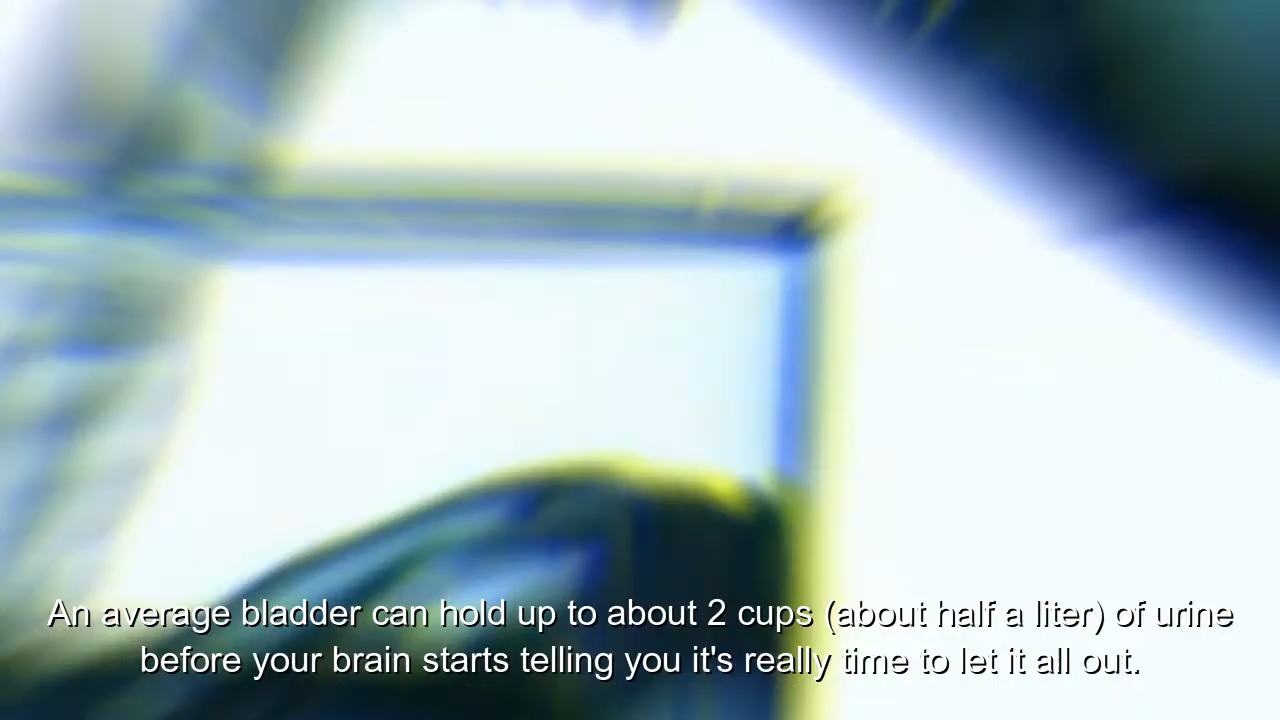 An average bladder can hold up to about 2 cups (about half a liter) of urine
before your brain starts telling you it's really time to let it all out.